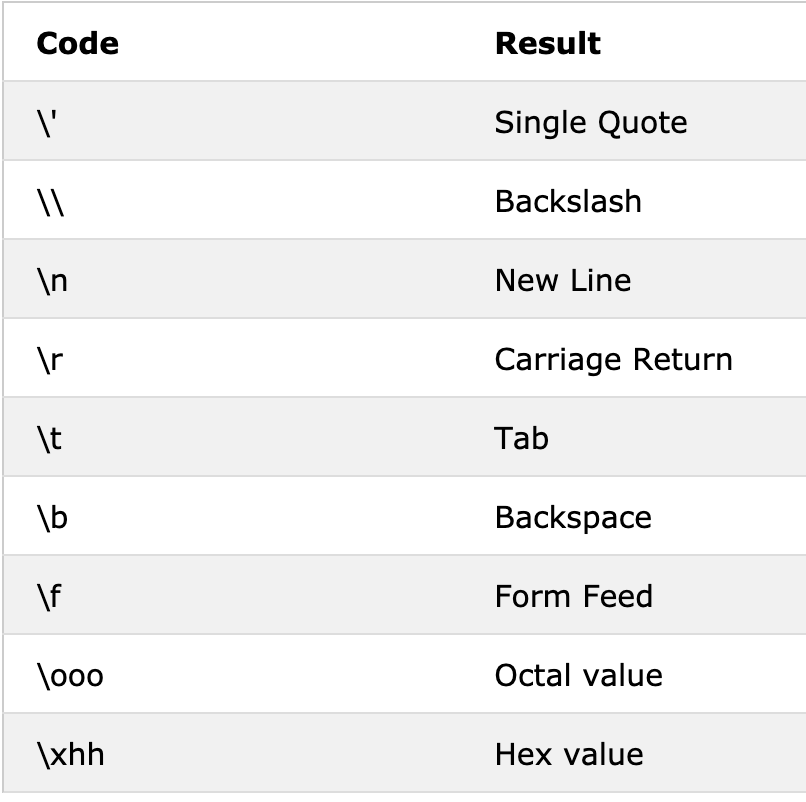 Code Result
\' Single Quote
\\ Backslash
\n New Line
\r Carriage Return
\t Tab
\b Backspace
\f Form Feed
\ooo Octal value
\xhh Hex value